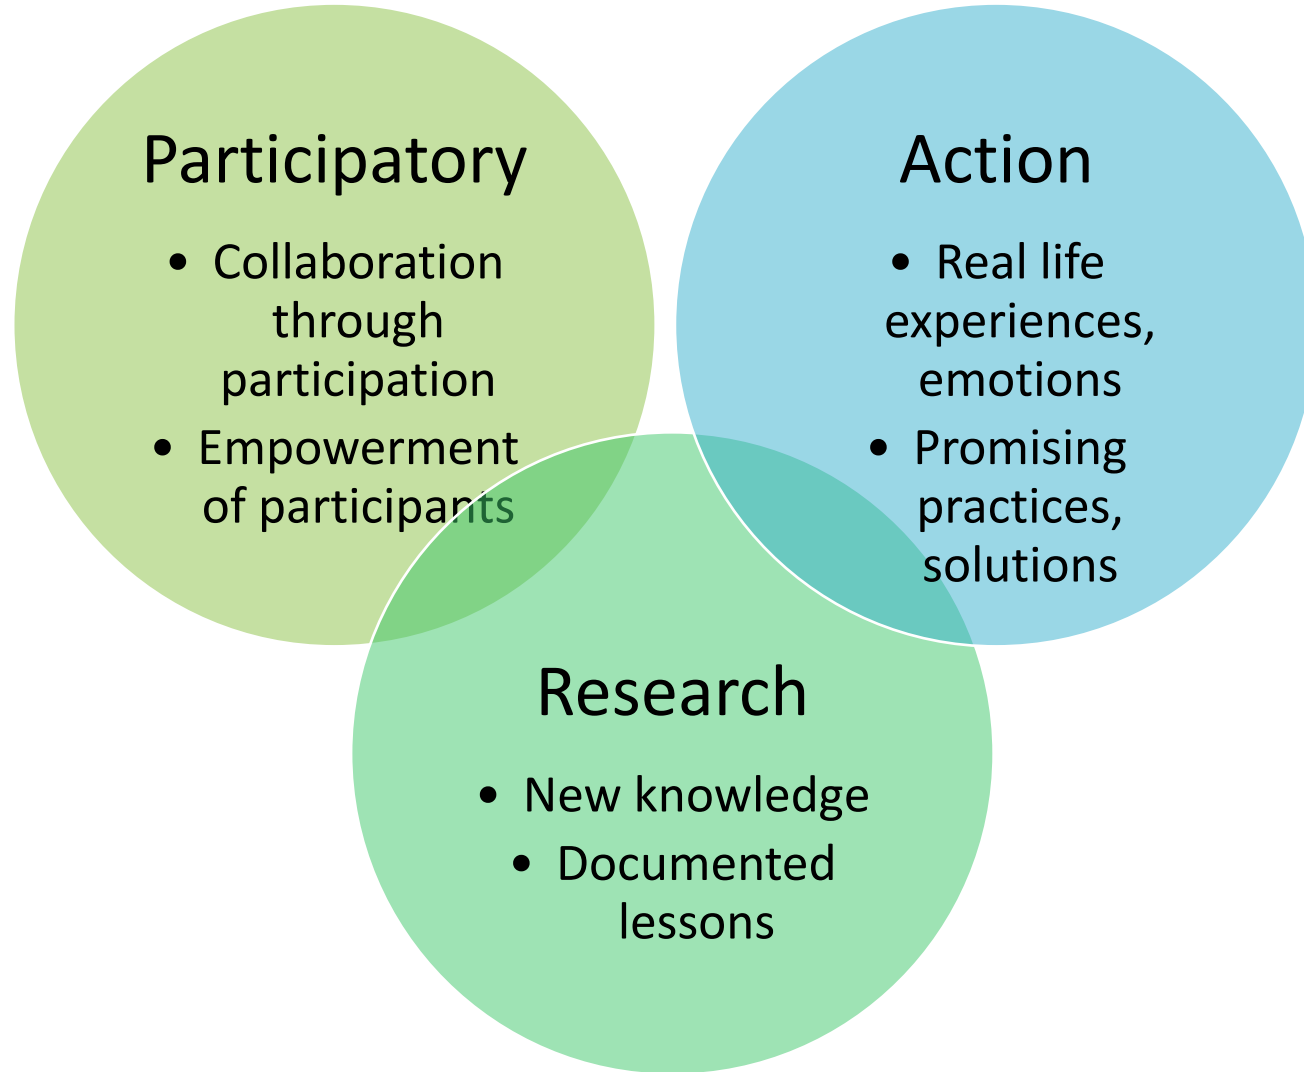 Participatory
• Collaboration
through
participation
• Empowerment
of participants
Action
• Real life
experiences,
emotions
• Promising
practices,
solutions
Research
• New knowledge
• Documented
lessons